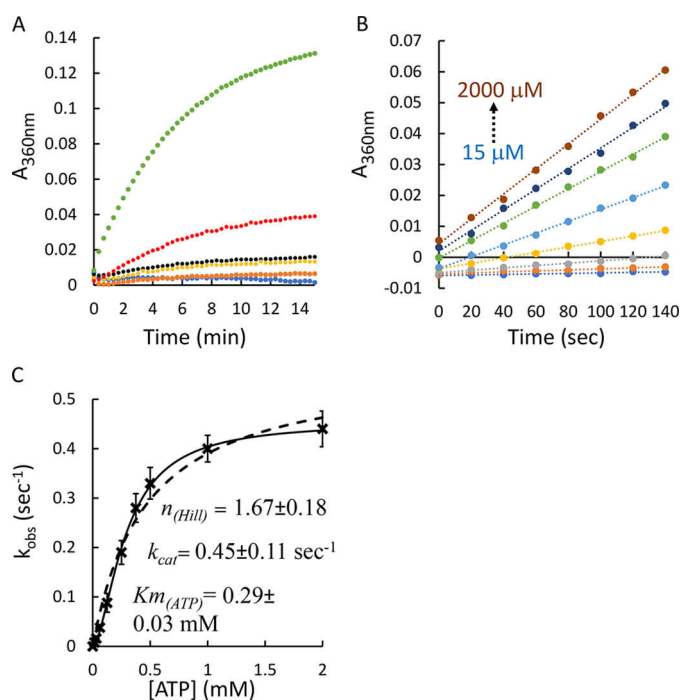 A
A360nm
0.14
0.12
0.1
0.08
0.06
0.04
0.02
0
0 2 4 6 8 10 12 14
Time (min)
B
A360nm
0.07
0.06
0.05
0.04
0.03
0.02
0.01
0
-0.01
2000 µM
15 µM
0 20 40 60 80 100 120 140
Time (sec)
C
kobs (sec-1)
0.5
0.4
0.3
0.2
0.1
0
n(Hill) = 1.67±0.18
kcat= 0.45±0.11 sec-1
Km(ATP)= 0.29±
0.03 mM
0 0.5 1 1.5 2
[ATP] (mM)